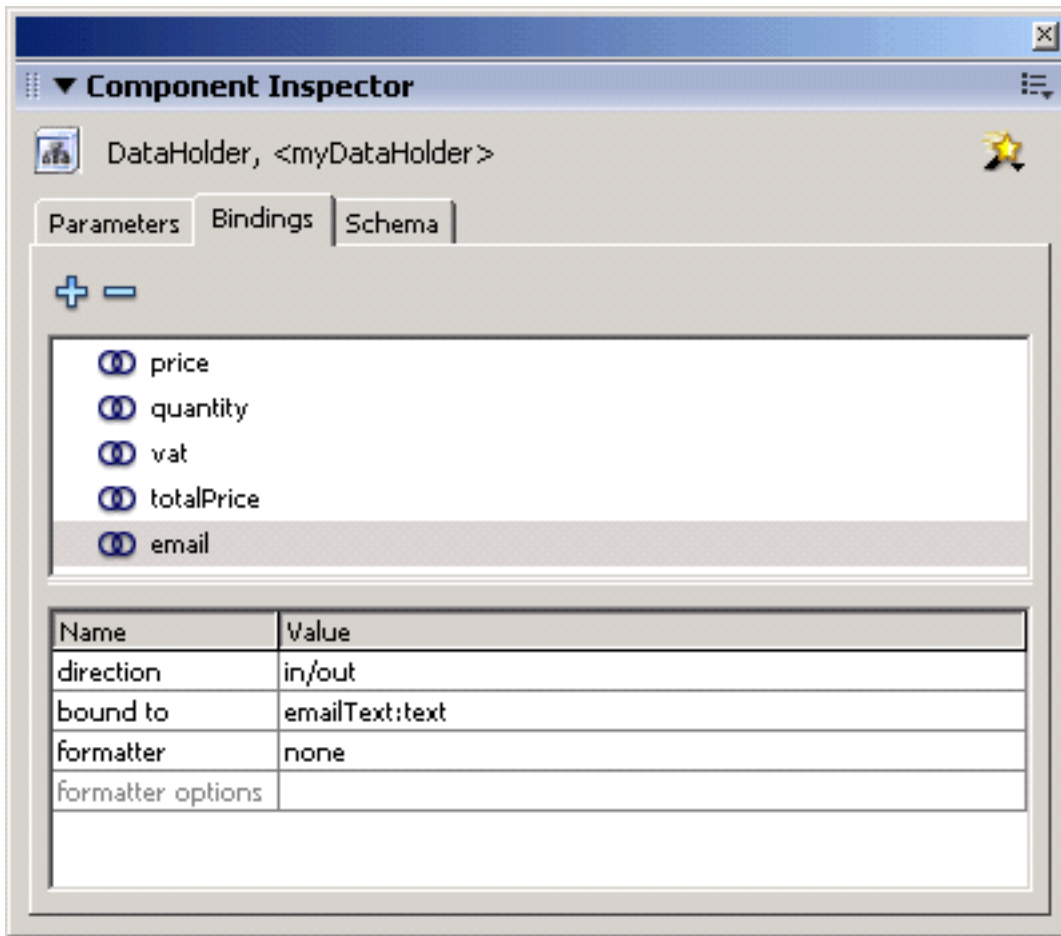 Component Inspector
DataHolder, <myDataHolder>
Parameters Bindings Schema
price
quantity
vat
totalPrice
email
Name Value
direction in/out
bound to emailText:text
formatter none
formatter options